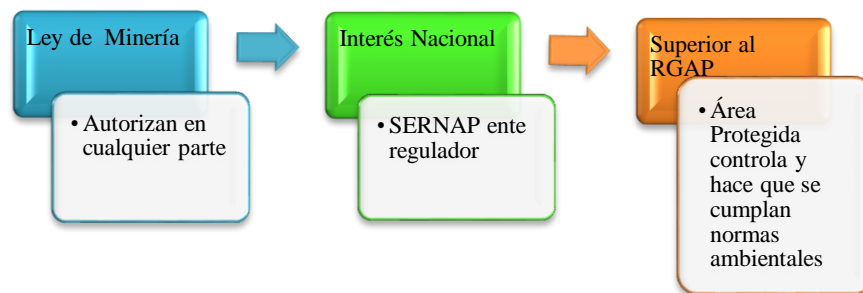 Ley de Minería
• Autorizan en
cualquier parte
Interés Nacional
• SERNAP ente
regulador
Superior al
RGAP
• Área
Protegida
controla y
hace que se
cumplan
normas
ambientales